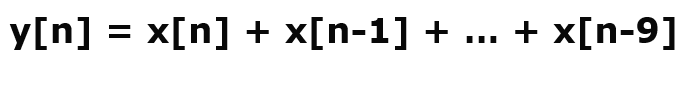 y[n] = x[n] + x[n-1] + ... + x[n-9]